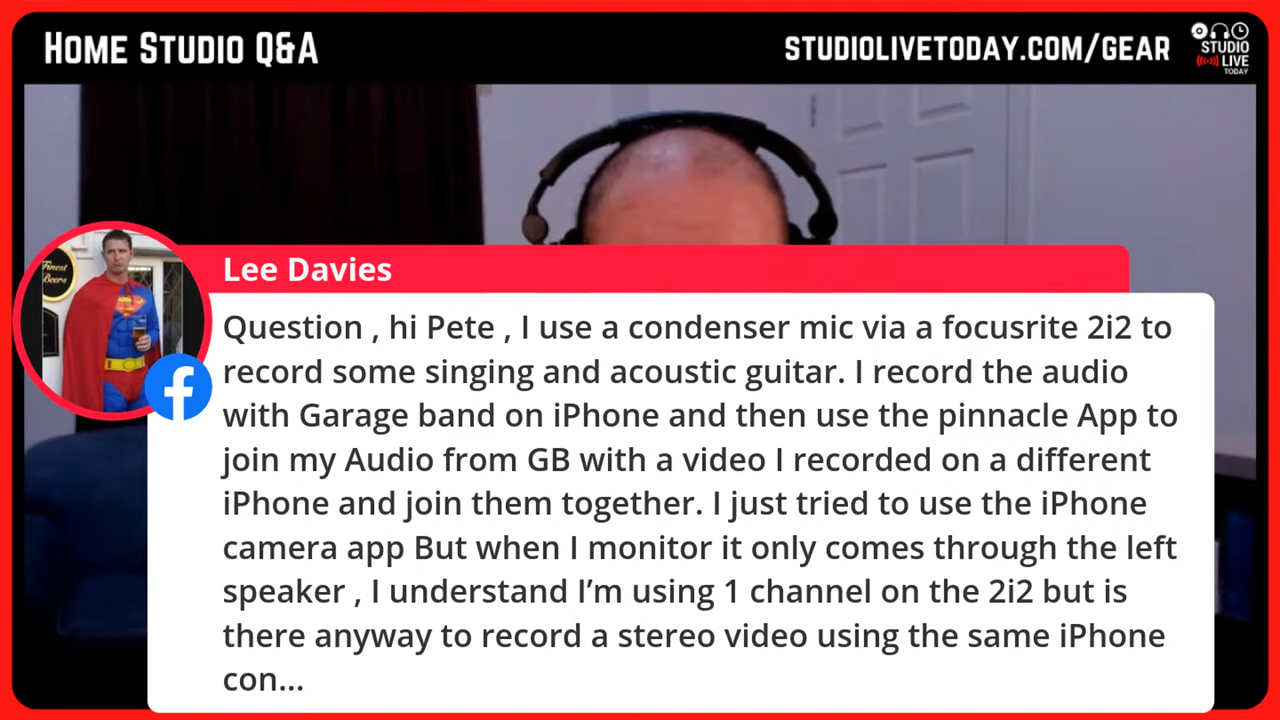 HOME STUDIO Q&A
STUDIOLIVETODAY.COM/GEAR
STUDIO
LIVE
TODAY
Finest
Beers
Lee Davies
Question , hi Pete , I use a condenser mic via a focusrite 2i2 to
record some singing and acoustic guitar. I record the audio
with Garage band on iPhone and then use the pinnacle App to
join my Audio from GB with a video I recorded on a different
iPhone and join them together. I just tried to use the iPhone
camera app But when I monitor it only comes through the left
speaker , I understand I’m using 1 channel on the 2i2 but is
there anyway to record a stereo video using the same iPhone
con...